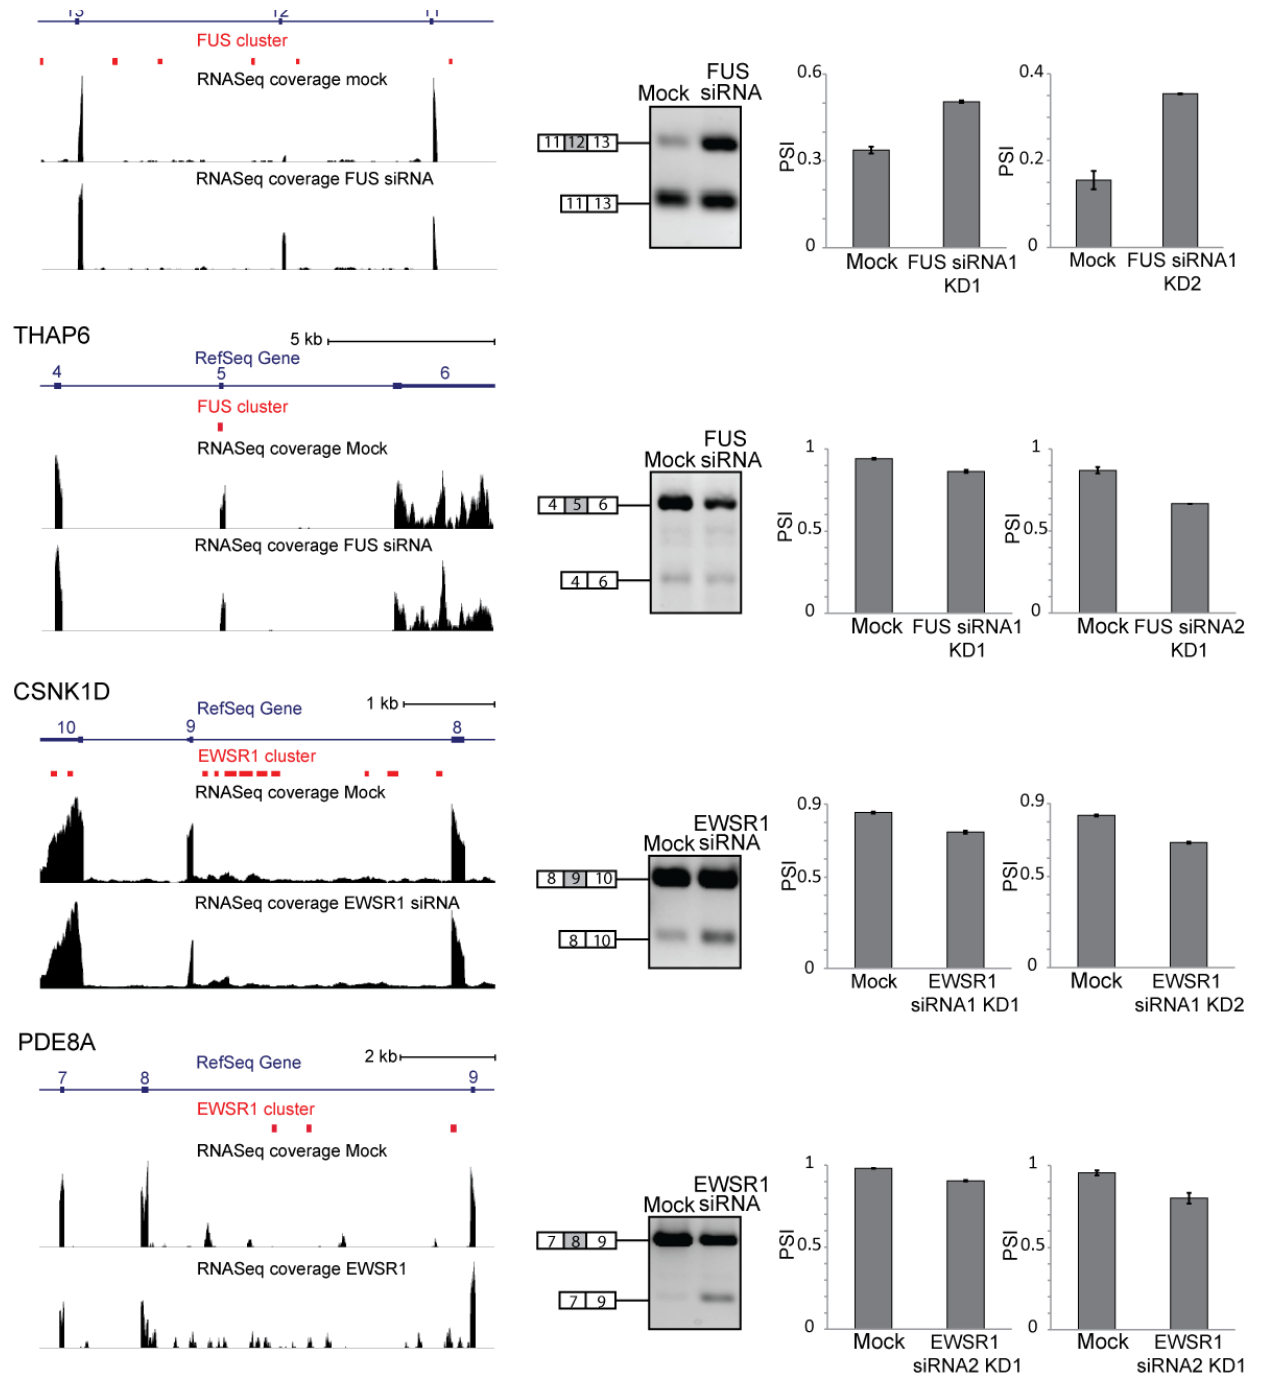 13 12 11
FUS cluster
RNASeq coverage mock
RNASeq coverage FUS siRNA
11 12 13
11 13
Mock FUS siRNA
PSI
0.6
0.3
0
Mock FUS siRNA1 KD1
PSI
0.4
0.2
0
Mock FUS siRNA1 KD2
THAP6
5 kb
RefSeq Gene
4 5 6
FUS cluster
RNASeq coverage Mock
RNASeq coverage FUS siRNA
4 5 6
4 6
Mock FUS siRNA
PSI
1
0.5
0
Mock FUS siRNA1 KD1
PSI
1
0.5
0
Mock FUS siRNA2 KD1
CSNK1D
1 kb
RefSeq Gene
10 9 8
EWSR1 cluster
RNASeq coverage Mock
RNASeq coverage EWSR1 siRNA
8 9 10
8 10
Mock EWSR1 siRNA
PSI
0.9
0.5
0
Mock EWSR1 siRNA1 KD1
PSI
0.9
0.5
0
Mock EWSR1 siRNA1 KD2
PDE8A
2 kb
RefSeq Gene
7 8 9
EWSR1 cluster
RNASeq coverage Mock
RNASeq coverage EWSR1
7 8 9
7 9
Mock EWSR1 siRNA
PSI
1
0.5
0
Mock EWSR1 siRNA2 KD1
PSI
1
0.5
0
Mock EWSR1 siRNA2 KD1